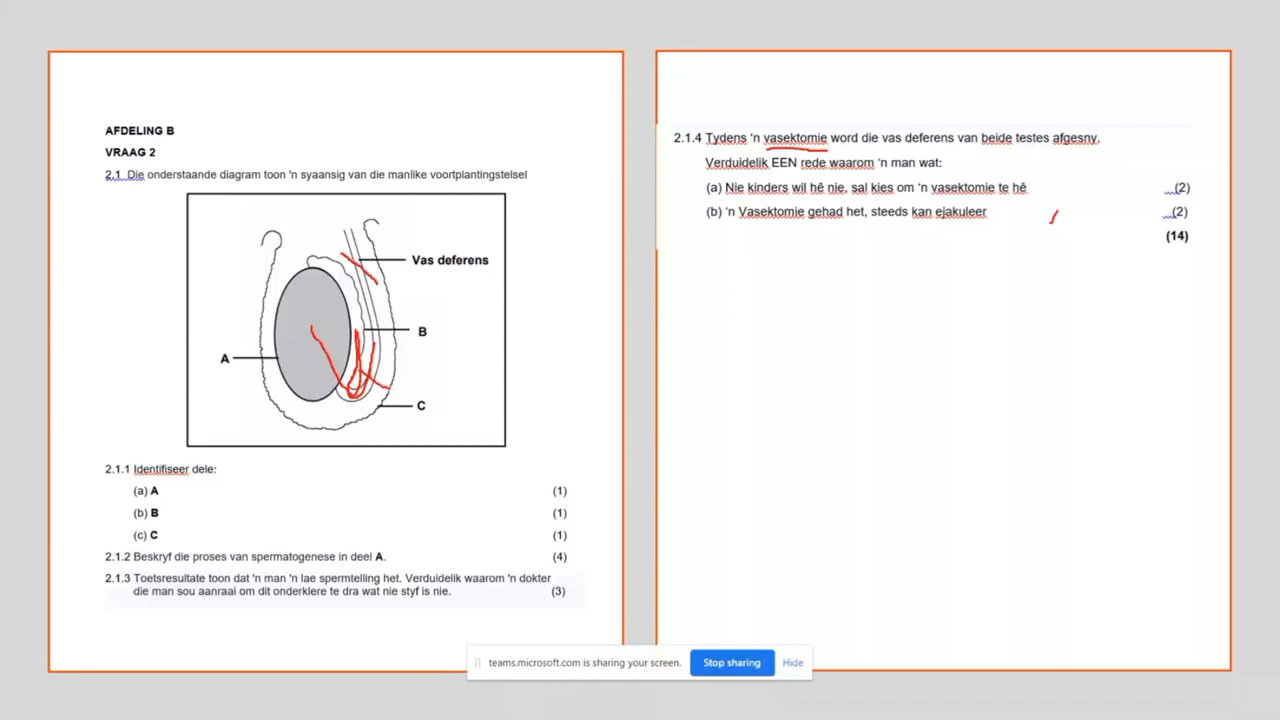 AFDELING B
VRAAG 2
2.1 Die onderstaande diagram toon 'n syaansig van die manlike voortplantingstelsel
Vas deferens
B
A
C
2.1.1 Identifiseer dele:
(a) A (1)
(b) B (1)
(c) C (1)
2.1.2 Beskryf die proses van spermatogenese in deel A. (4)
2.1.3 Toetsresultate toon dat 'n man 'n lae spermtelling het. Verduidelik waarom 'n dokter
die man sou aanraai om dit onderklere te dra wat nie styf is nie. (3)
2.1.4 Tydens 'n vasektomie word die vas deferens van beide testes afgesny.
Verduidelik EEN rede waarom 'n man wat:
(a) Nie kinders wil hê nie, sal kies om 'n vasektomie te hê (2)
(b) 'n Vasektomie gehad het, steeds kan ejakuleer (2)
(14)
teams.microsoft.com is sharing your screen. Stop sharing Hide